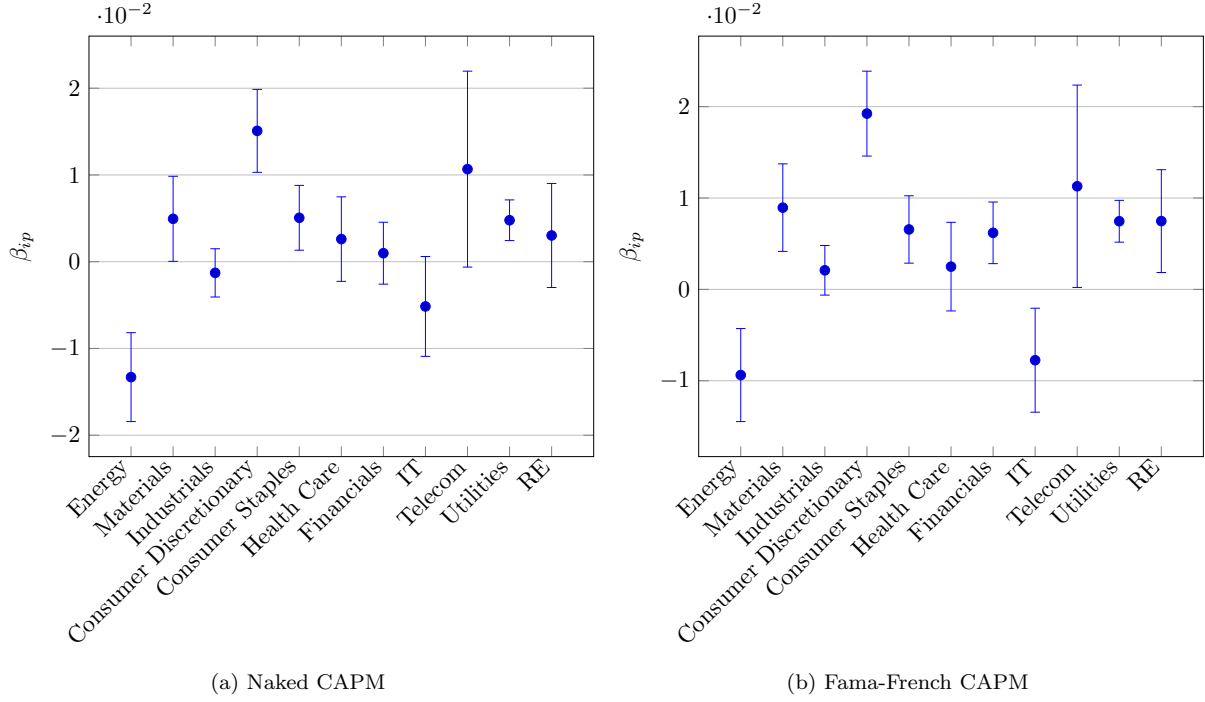 ·10⁻²
2
1
0
−1
−2
β_ip
Energy
Materials
Industrials
Consumer Discretionary
Consumer Staples
Health Care
Financials
IT
Telecom
Utilities
RE
(a) Naked CAPM
·10⁻²
2
1
0
−1
β_ip
Energy
Materials
Industrials
Consumer Discretionary
Consumer Staples
Health Care
Financials
IT
Telecom
Utilities
RE
(b) Fama-French CAPM